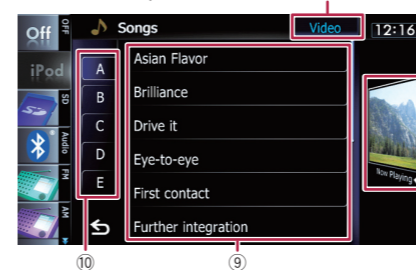 Off
Off
Songs
Video
12:16
iPod
A
Asian Flavor
SD
B
Brilliance
C
Drive it
Audio
D
Eye-to-eye
FM
E
First contact
Now Playing
AM
Further integration
⑩
⑨